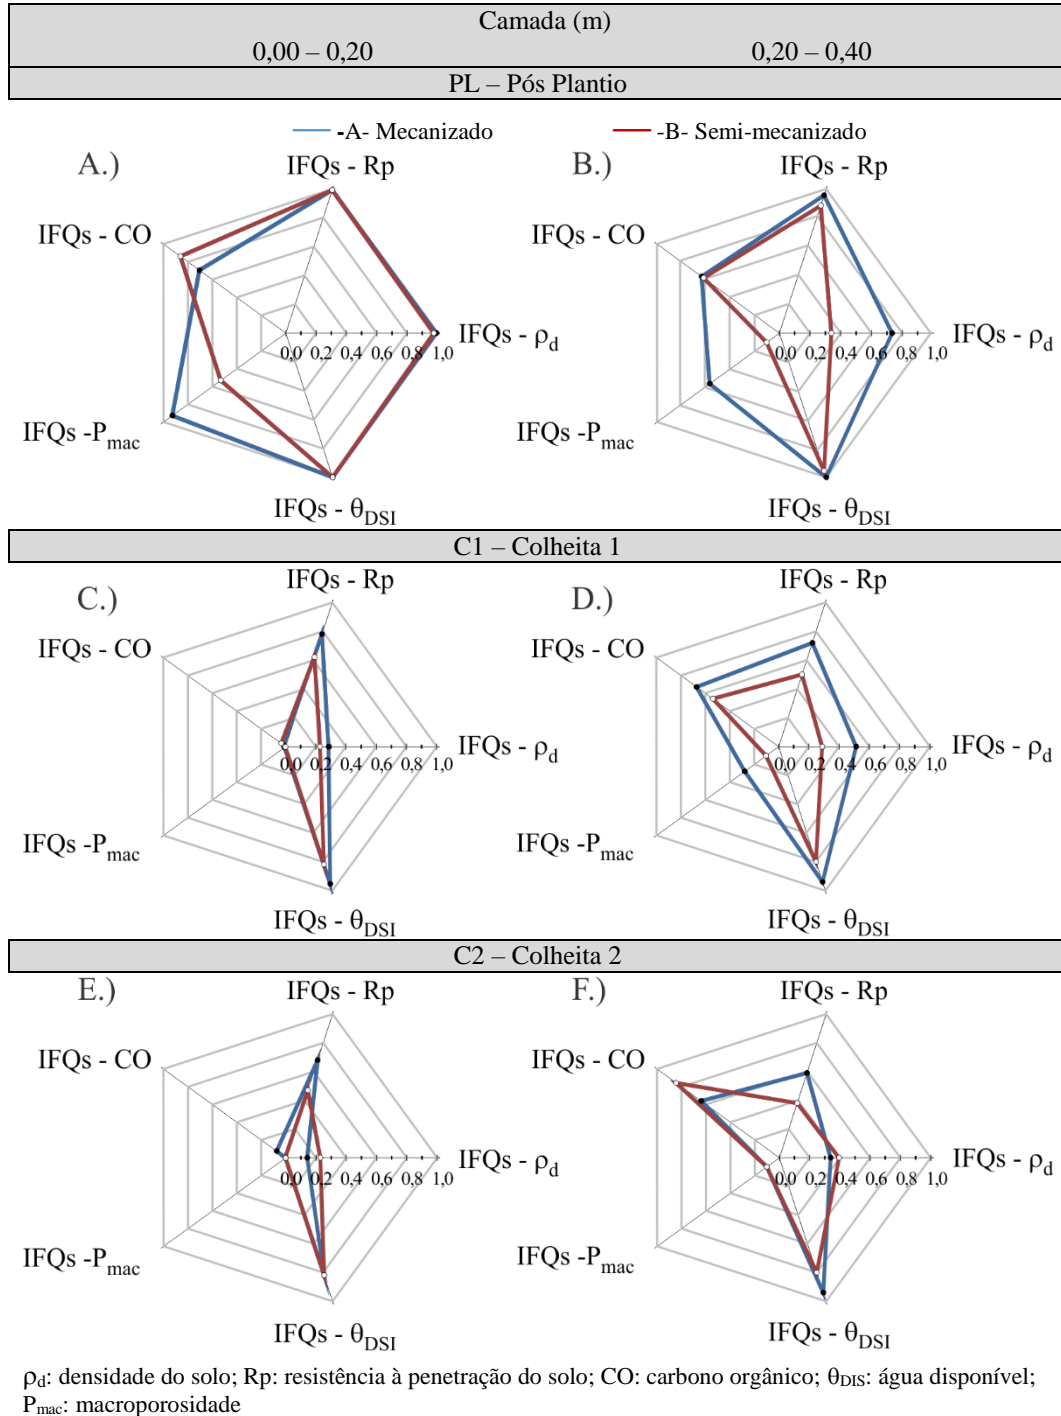 Camada (m)
0,00 – 0,20 0,20 – 0,40
PL – Pós Plantio
-A- Mecanizado -B- Semi-mecanizado
A.) IFQs - Rp B.) IFQs - Rp
IFQs - CO IFQs - CO
IFQs - ρd IFQs - ρd
0,0 0,2 0,4 0,6 0,8 1,0 0,0 0,2 0,4 0,6 0,8 1,0
IFQs -Pmac IFQs -Pmac
IFQs - θDSI IFQs - θDSI
C1 – Colheita 1
C.) IFQs - Rp D.) IFQs - Rp
IFQs - CO IFQs - CO
IFQs - ρd IFQs - ρd
0,0 0,2 0,4 0,6 0,8 1,0 0,0 0,2 0,4 0,6 0,8 1,0
IFQs -Pmac IFQs -Pmac
IFQs - θDSI IFQs - θDSI
C2 – Colheita 2
E.) IFQs - Rp F.) IFQs - Rp
IFQs - CO IFQs - CO
IFQs - ρd IFQs - ρd
0,0 0,2 0,4 0,6 0,8 1,0 0,0 0,2 0,4 0,6 0,8 1,0
IFQs -Pmac IFQs -Pmac
IFQs - θDSI IFQs - θDSI
ρd: densidade do solo; Rp: resistência à penetração do solo; CO: carbono orgânico; θDIS: água disponível;
Pmac: macroporosidade